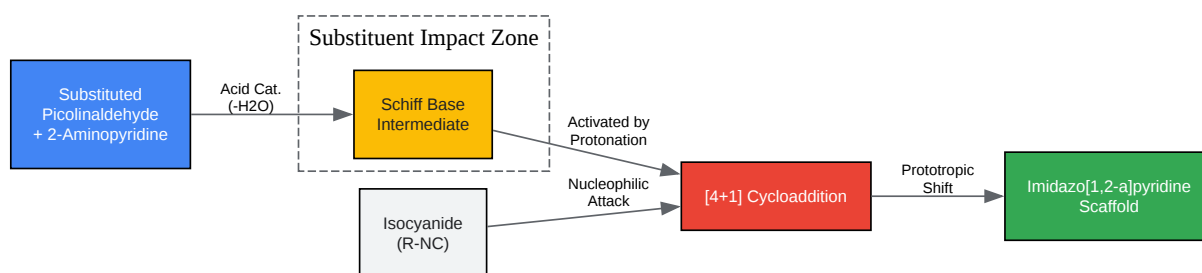 Substituent Impact Zone
Substituted
Picolinaldehyde
+ 2-Aminopyridine
Acid Cat.
(-H2O)
Schiff Base
Intermediate
Activated by
Protonation
Isocyanide
(R-NC)
Nucleophilic
Attack
[4+1] Cycloaddition
Prototropic
Shift
Imidazo[1,2-a]pyridine
Scaffold